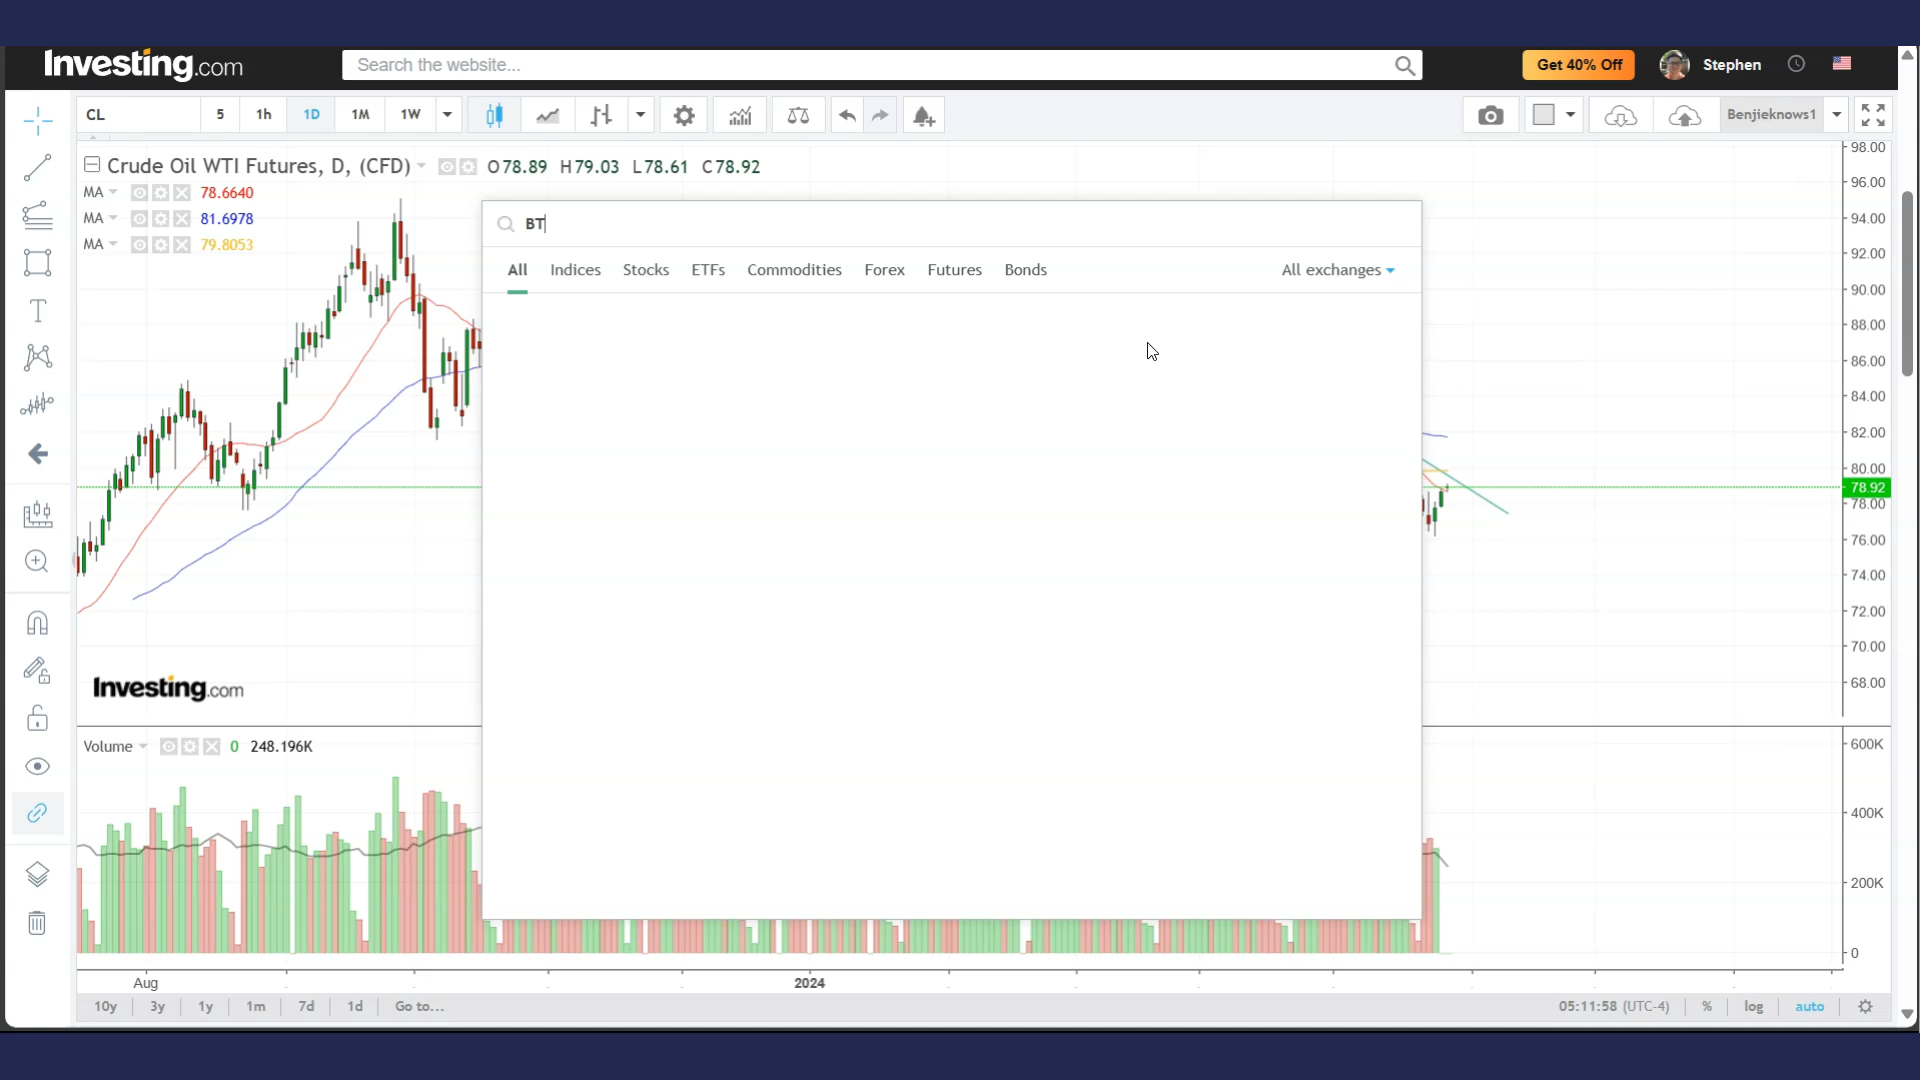 Investing.com
Search the website...
Get 40% Off
Stephen
CL 5 1h 1D 1M 1W
Benjieknows1
Crude Oil WTI Futures, D, (CFD) O78.89 H79.03 L78.61 C78.92
MA 78.6640
MA 81.6978
MA 79.8053
BT
All Indices Stocks ETFs Commodities Forex Futures Bonds All exchanges
98.00
96.00
94.00
92.00
90.00
88.00
86.00
84.00
82.00
80.00
78.92
78.00
76.00
74.00
72.00
70.00
68.00
Investing.com
Volume 0 248.196K
600K
400K
200K
0
Aug 2024
10y 3y 1y 1m 7d 1d Go to... 05:11:58 (UTC-4) % log auto